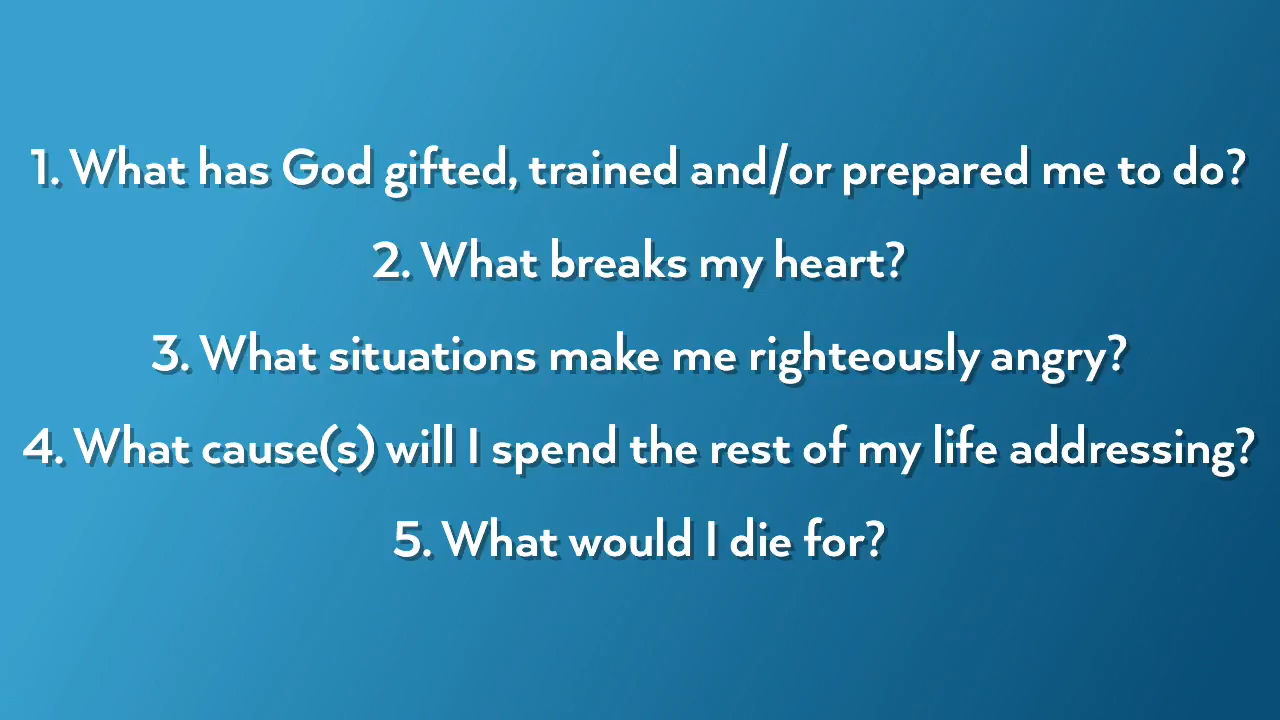 1. What has God gifted, trained and/or prepared me to do?
2. What breaks my heart?
3. What situations make me righteously angry?
4. What cause(s) will I spend the rest of my life addressing?
5. What would I die for?